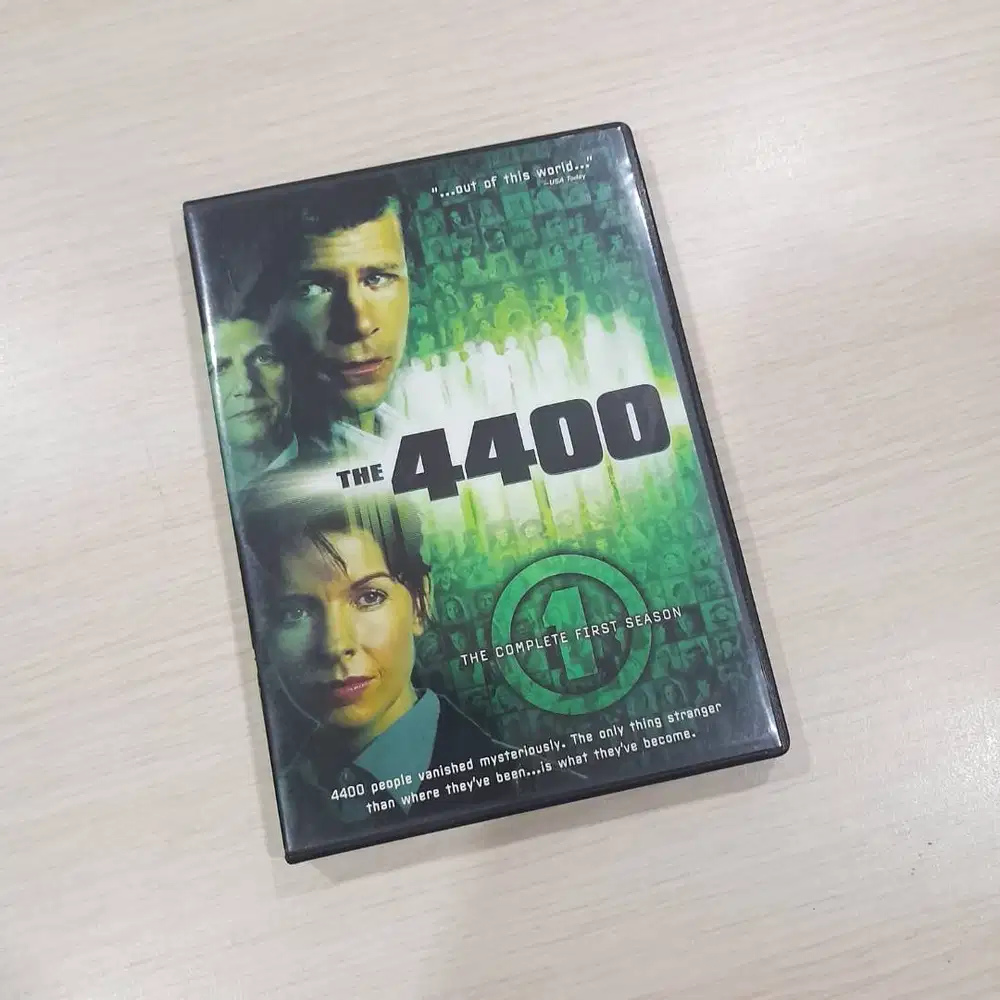 "...out of this world..."
—USA Today
THE 4400
1
THE COMPLETE FIRST SEASON
4400 people vanished mysteriously. The only thing stranger
than where they've been...is what they've become.